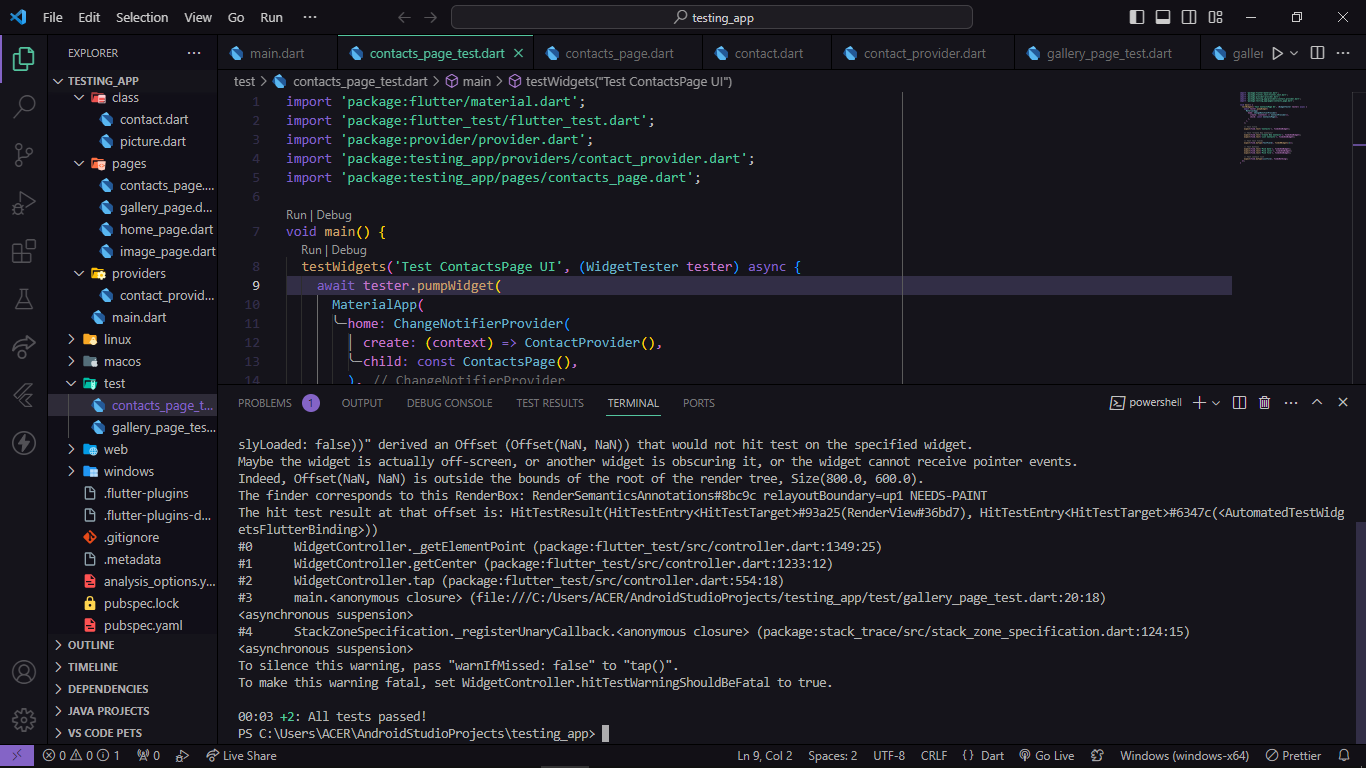 File Edit Selection View Go Run ··· testing_app
EXPLORER ···
TESTING_APP
class
contact.dart
picture.dart
pages
contacts_page....
gallery_page.d...
home_page.dart
image_page.dart
providers
contact_provid...
main.dart
linux
macos
test
contacts_page_t...
gallery_page_tes...
web
windows
.flutter-plugins
.flutter-plugins-d...
.gitignore
.metadata
analysis_options.y...
pubspec.lock
pubspec.yaml
OUTLINE
TIMELINE
DEPENDENCIES
JAVA PROJECTS
VS CODE PETS
main.dart contacts_page_test.dart contacts_page.dart contact.dart contact_provider.dart gallery_page_test.dart galle
test > contacts_page_test.dart > main > testWidgets("Test ContactsPage UI")
1 import 'package:flutter/material.dart';
2 import 'package:flutter_test/flutter_test.dart';
3 import 'package:provider/provider.dart';
4 import 'package:testing_app/providers/contact_provider.dart';
5 import 'package:testing_app/pages/contacts_page.dart';
6
Run | Debug
7 void main() {
Run | Debug
8 testWidgets('Test ContactsPage UI', (WidgetTester tester) async {
9 await tester.pumpWidget(
10 MaterialApp(
11 home: ChangeNotifierProvider(
12 create: (context) => ContactProvider(),
13 child: const ContactsPage(),
14 ), // ChangeNotifierProvider
PROBLEMS 1 OUTPUT DEBUG CONSOLE TEST RESULTS TERMINAL PORTS powershell
slyLoaded: false))" derived an Offset (Offset(NaN, NaN)) that would not hit test on the specified widget.
Maybe the widget is actually off-screen, or another widget is obscuring it, or the widget cannot receive pointer events.
Indeed, Offset(NaN, NaN) is outside the bounds of the root of the render tree, Size(800.0, 600.0).
The finder corresponds to this RenderBox: RenderSemanticsAnnotations#8bc9c relayoutBoundary=up1 NEEDS-PAINT
The hit test result at that offset is: HitTestResult(HitTestEntry<HitTestTarget>#93a25(RenderView#36bd7), HitTestEntry<HitTestTarget>#6347c(<AutomatedTestWidg
etsFlutterBinding>))
#0 WidgetController._getElementPoint (package:flutter_test/src/controller.dart:1349:25)
#1 WidgetController.getCenter (package:flutter_test/src/controller.dart:1233:12)
#2 WidgetController.tap (package:flutter_test/src/controller.dart:554:18)
#3 main.<anonymous closure> (file:///C:/Users/ACER/AndroidStudioProjects/testing_app/test/gallery_page_test.dart:20:18)
<asynchronous suspension>
#4 StackZoneSpecification._registerUnaryCallback.<anonymous closure> (package:stack_trace/src/stack_zone_specification.dart:124:15)
<asynchronous suspension>
To silence this warning, pass "warnIfMissed: false" to "tap()".
To make this warning fatal, set WidgetController.hitTestWarningShouldBeFatal to true.
00:03 +2: All tests passed!
PS C:\Users\ACER\AndroidStudioProjects\testing_app>
0 0 1 0 Live Share Ln 9, Col 2 Spaces: 2 UTF-8 CRLF { } Dart Go Live Windows (windows-x64) Prettier